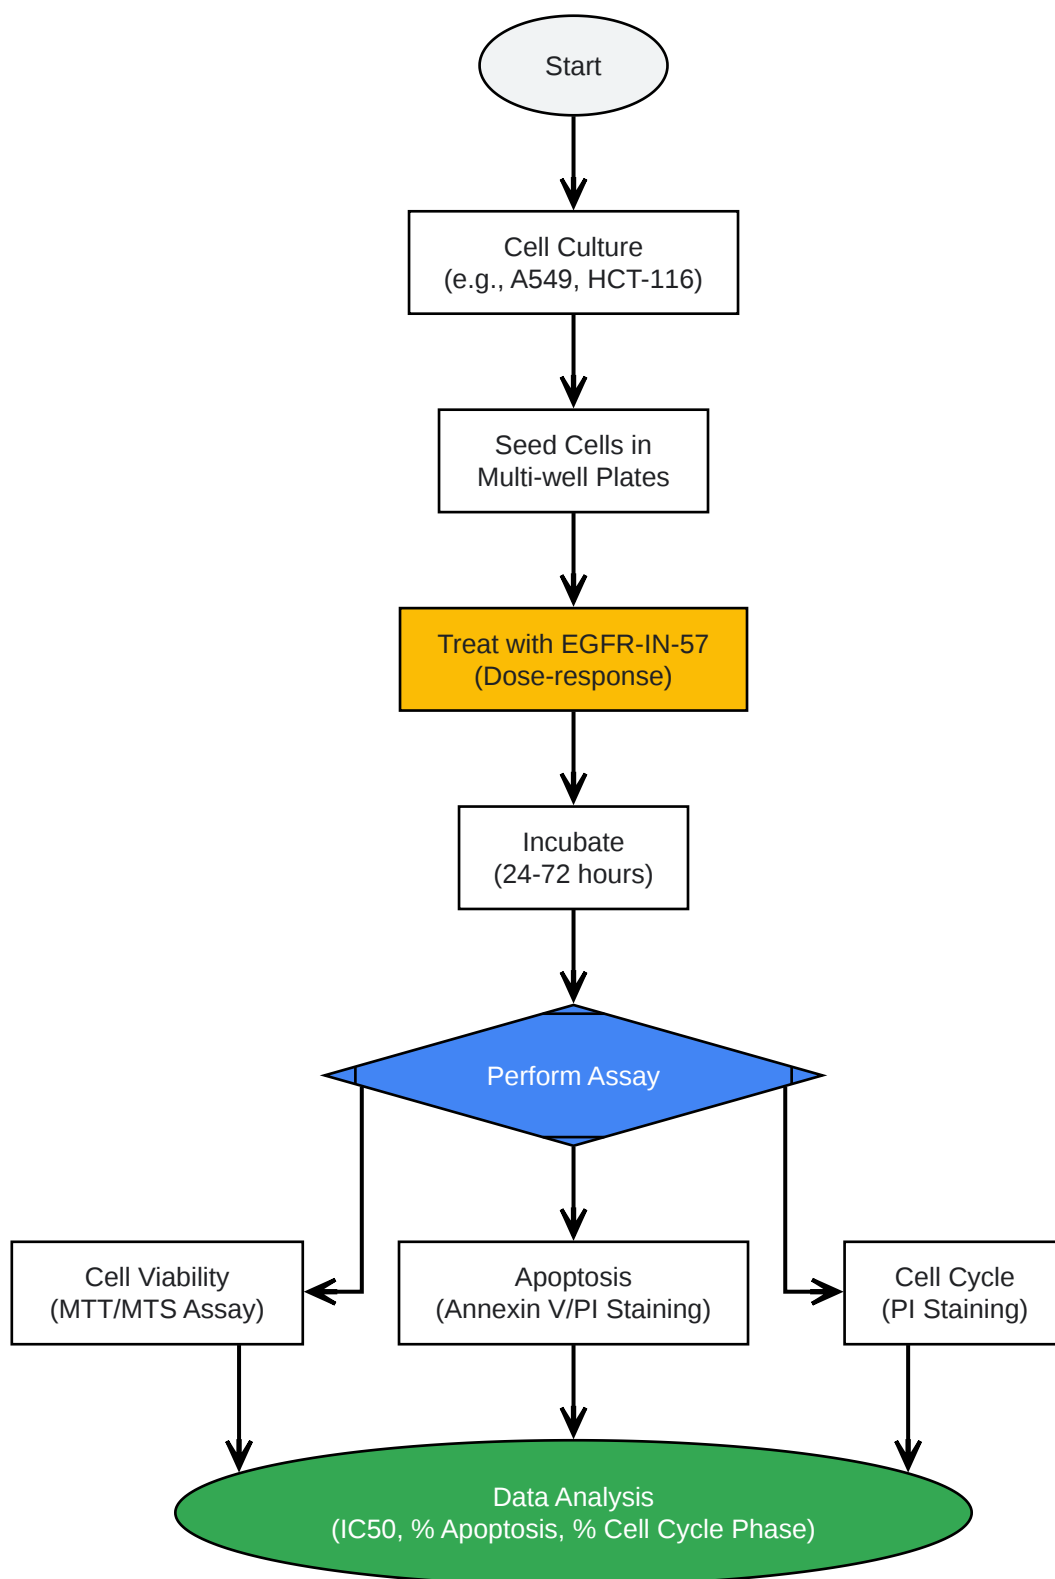 Start
Cell Culture
(e.g., A549, HCT-116)
Seed Cells in
Multi-well Plates
Treat with EGFR-IN-57
(Dose-response)
Incubate
(24-72 hours)
Perform Assay
Cell Viability
(MTT/MTS Assay)
Apoptosis
(Annexin V/PI Staining)
Cell Cycle
(PI Staining)
Data Analysis
(IC50, % Apoptosis, % Cell Cycle Phase)